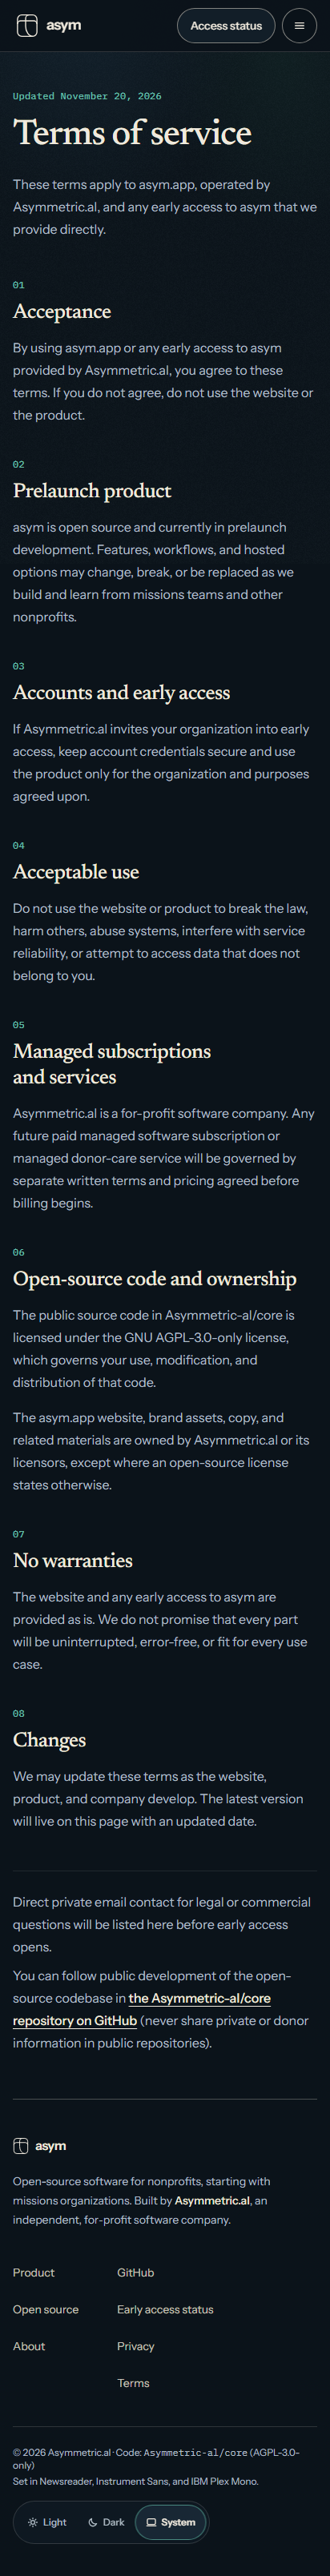 asym
Access status
Updated November 20, 2026
Terms of service
These terms apply to asym.app, operated by
Asymmetric.al, and any early access to asym that we
provide directly.
01
Acceptance
By using asym.app or any early access to asym
provided by Asymmetric.al, you agree to these
terms. If you do not agree, do not use the website or
the product.
02
Prelaunch product
asym is open source and currently in prelaunch
development. Features, workflows, and hosted
options may change, break, or be replaced as we
build and learn from missions teams and other
nonprofits.
03
Accounts and early access
If Asymmetric.al invites your organization into early
access, keep account credentials secure and use
the product only for the organization and purposes
agreed upon.
04
Acceptable use
Do not use the website or product to break the law,
harm others, abuse systems, interfere with service
reliability, or attempt to access data that does not
belong to you.
05
Managed subscriptions
and services
Asymmetric.al is a for-profit software company. Any
future paid managed software subscription or
managed donor-care service will be governed by
separate written terms and pricing agreed before
billing begins.
06
Open-source code and ownership
The public source code in Asymmetric-al/core is
licensed under the GNU AGPL-3.0-only license,
which governs your use, modification, and
distribution of that code.
The asym.app website, brand assets, copy, and
related materials are owned by Asymmetric.al or its
licensors, except where an open-source license
states otherwise.
07
No warranties
The website and any early access to asym are
provided as is. We do not promise that every part
will be uninterrupted, error-free, or fit for every use
case.
08
Changes
We may update these terms as the website,
product, and company develop. The latest version
will live on this page with an updated date.
Direct private email contact for legal or commercial
questions will be listed here before early access
opens.
You can follow public development of the open-
source codebase in the Asymmetric-al/core
repository on GitHub (never share private or donor
information in public repositories).
asym
Open-source software for nonprofits, starting with
missions organizations. Built by Asymmetric.al, an
independent, for-profit software company.
Product
GitHub
Open source
Early access status
About
Privacy
Terms
© 2026 Asymmetric.al · Code: Asymmetric-al/core (AGPL-3.0-
only)
Set in Newsreader, Instrument Sans, and IBM Plex Mono.
Light
Dark
System